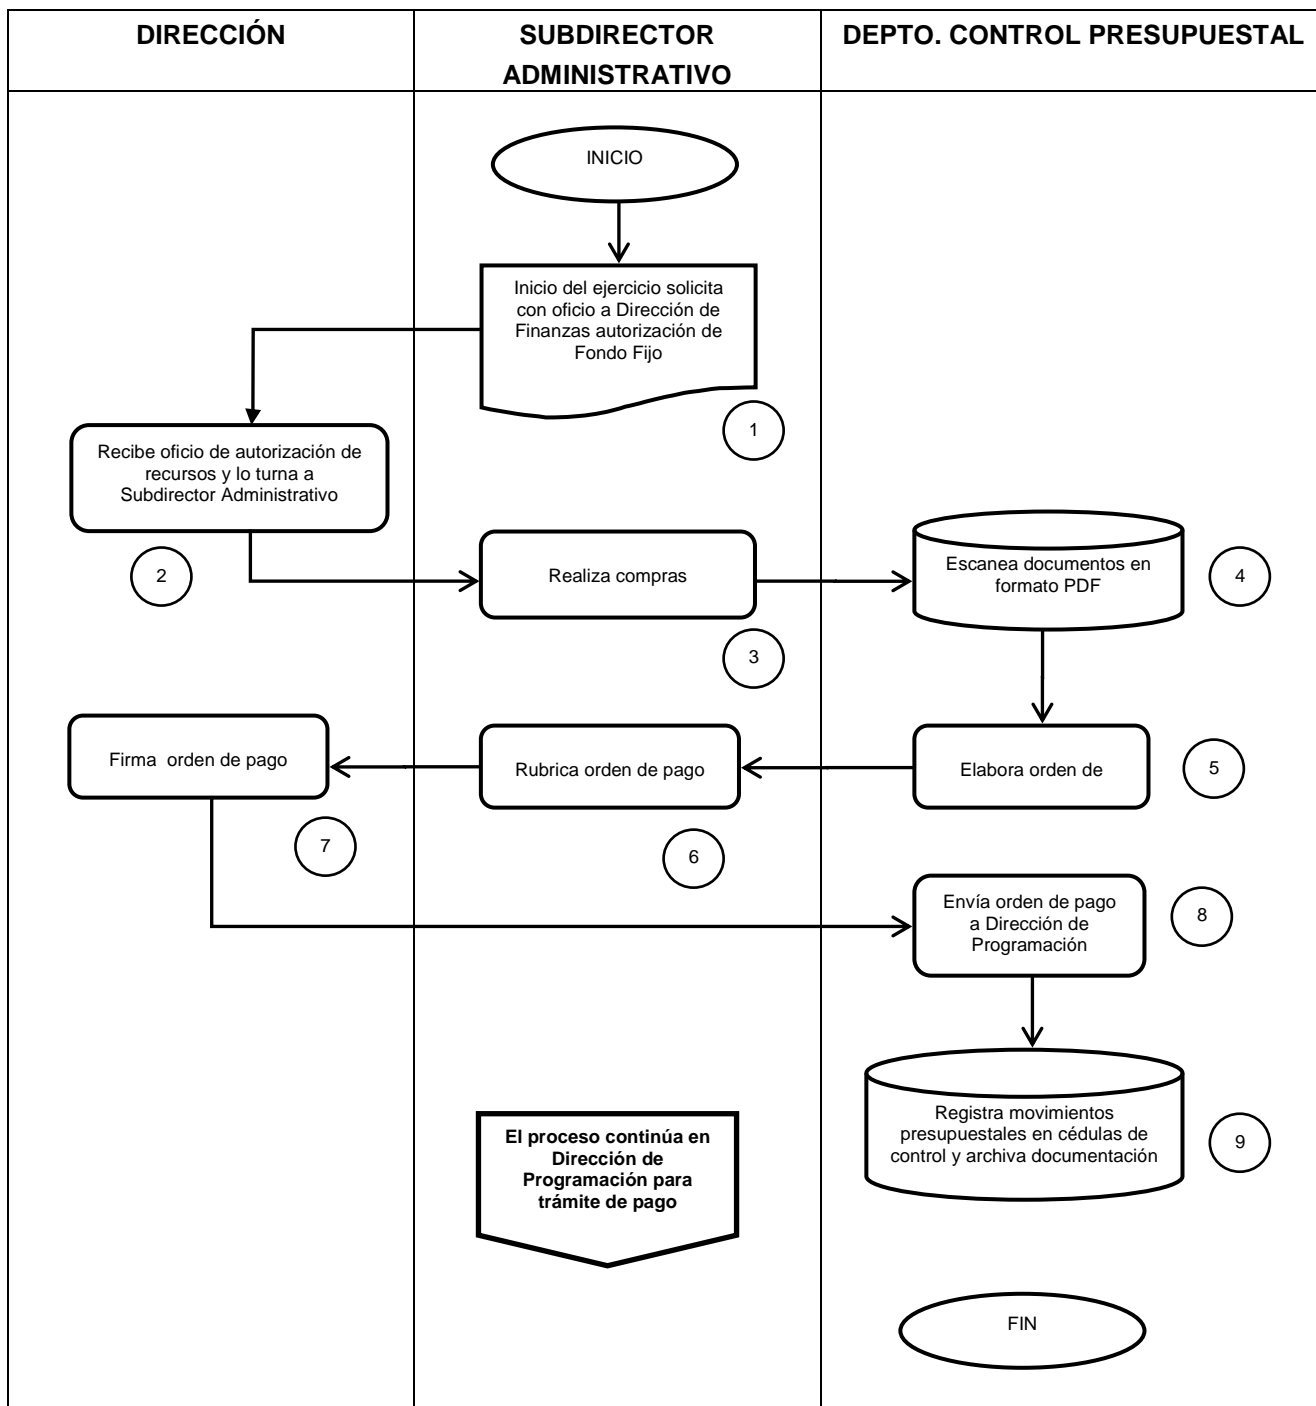 DIRECCIÓN
SUBDIRECTOR
ADMINISTRATIVO
DEPTO. CONTROL PRESUPUESTAL
INICIO
Inicio del ejercicio solicita
con oficio a Dirección de
Finanzas autorización de
Fondo Fijo
1
Recibe oficio de autorización de
recursos y lo turna a
Subdirector Administrativo
2
Realiza compras
3
Escanea documentos en
formato PDF
4
Elabora orden de
5
Rubrica orden de pago
6
Firma orden de pago
7
Envía orden de pago
a Dirección de
Programación
8
Registra movimientos
presupuestales en cédulas de
control y archiva documentación
9
El proceso continúa en
Dirección de
Programación para
trámite de pago
FIN